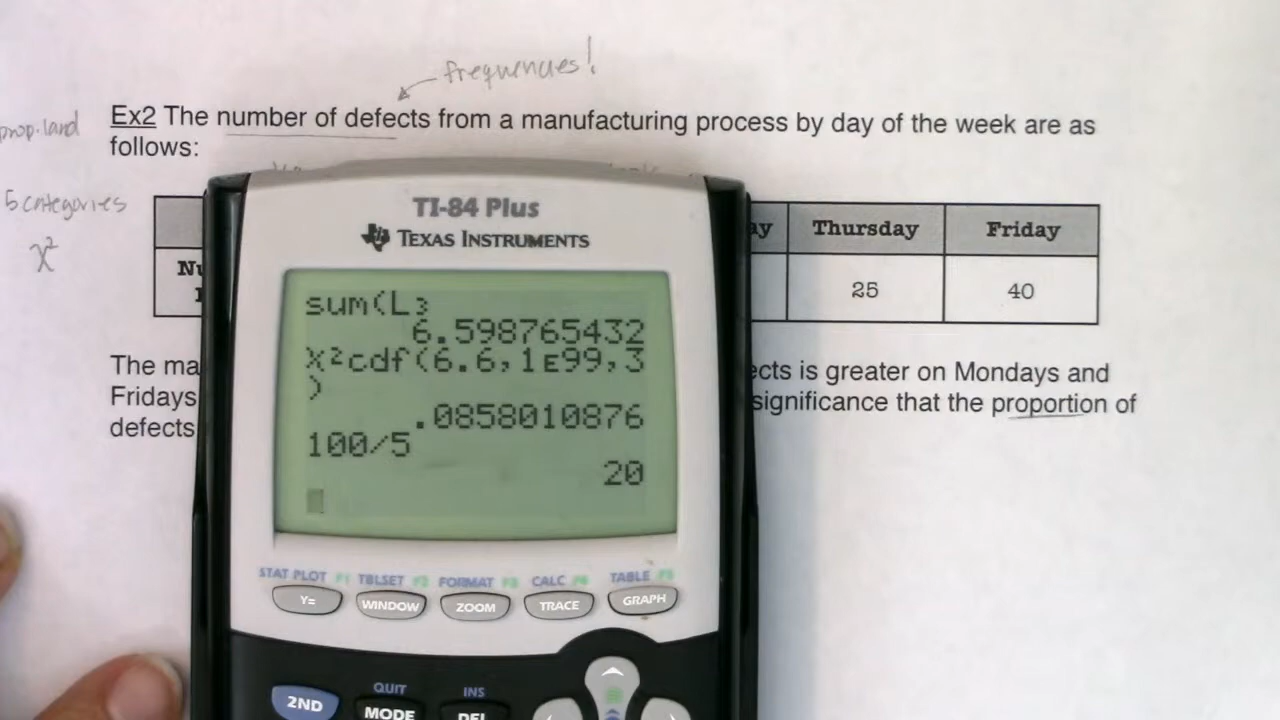 frequencies!
prop. land
Ex2 The number of defects from a manufacturing process by day of the week are as
follows:
5 categories
χ²
Thursday Friday
25 40
The ma
ects is greater on Mondays and
Fridays
significance that the proportion of
defects
TI-84 Plus
TEXAS INSTRUMENTS
sum(L₃
6.598765432
χ²cdf(6.6,1ᴇ99,3
)
.0858010876
100/5
20
STAT PLOT F1 TBLSET F2 FORMAT F3 CALC F4 TABLE F5
Y= WINDOW ZOOM TRACE GRAPH
QUIT INS
2ND MODE DEL